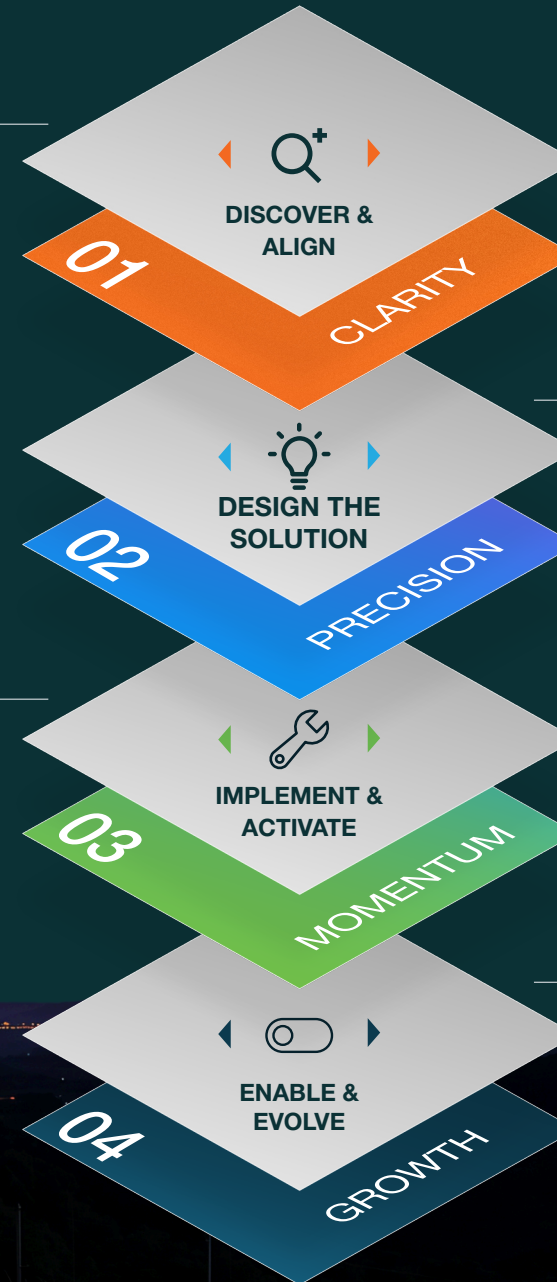 DISCOVER &
ALIGN
01
CLARITY
DESIGN THE
SOLUTION
02
PRECISION
IMPLEMENT &
ACTIVATE
03
MOMENTUM
ENABLE &
EVOLVE
04
GROWTH